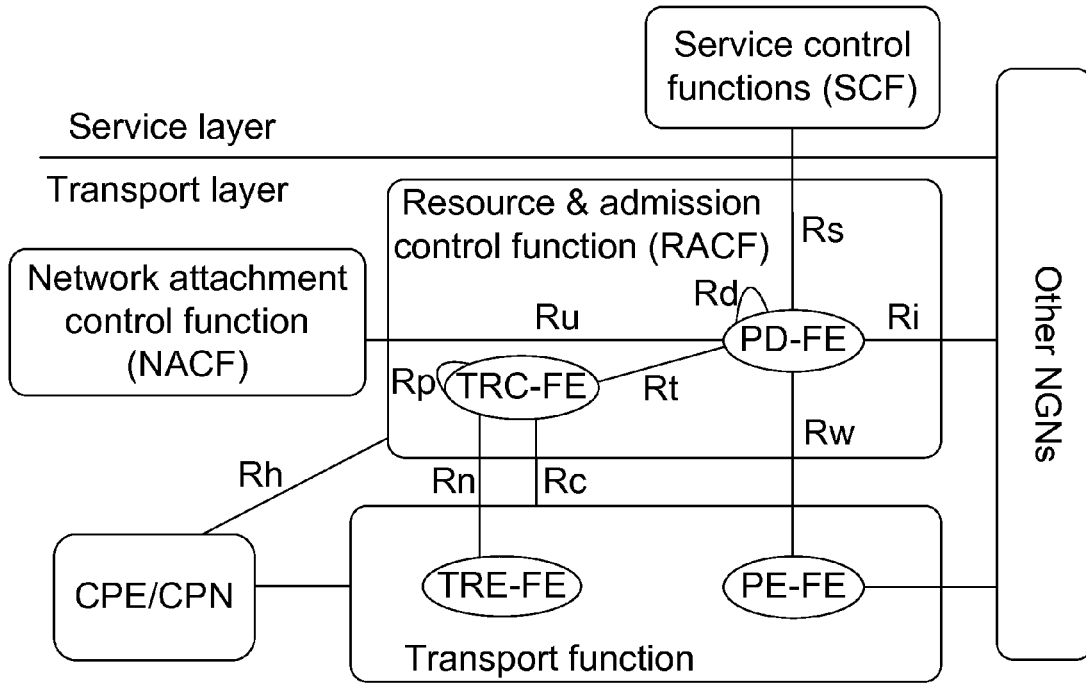 Service control
functions (SCF)
Service layer
Transport layer
Resource & admission
control function (RACF)
Rs
Network attachment
control function
(NACF)
Ru
Rd
PD-FE
Ri
Other NGNs
Rp
TRC-FE
Rt
Rw
Rh
Rn
Rc
CPE/CPN
TRE-FE
PE-FE
Transport function